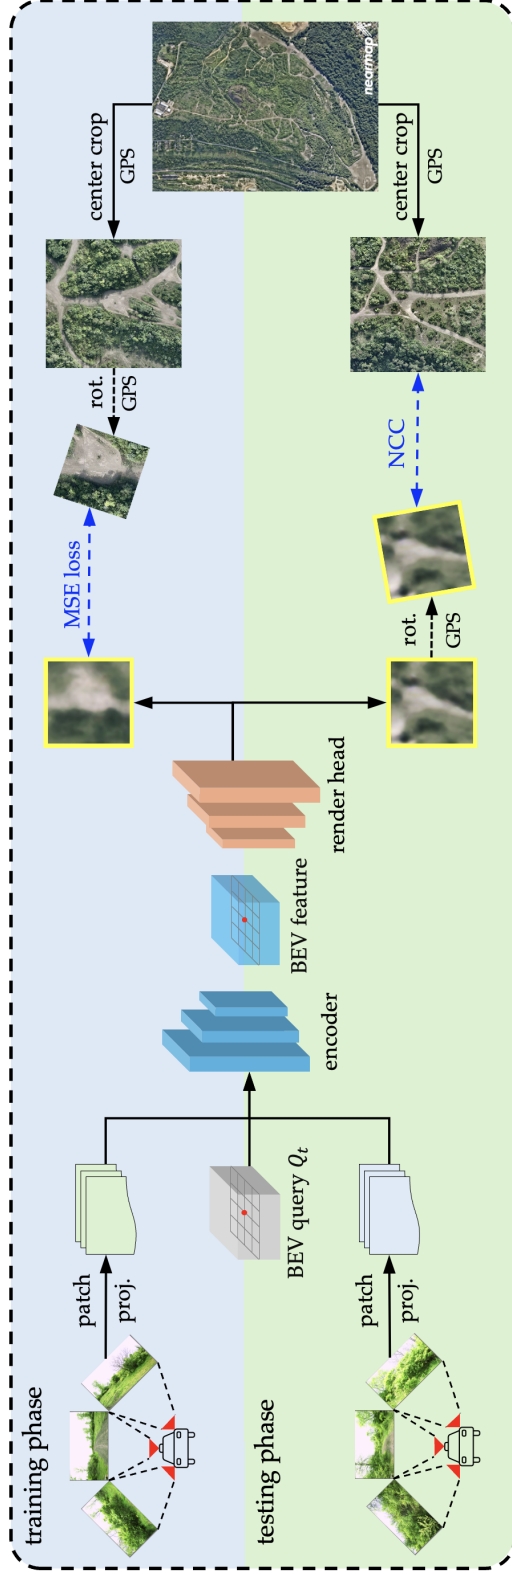 training phase
patch
proj.
BEV query Q_t
encoder
BEV feature
render head
MSE loss
rot.
GPS
center crop
GPS
nearmap
testing phase
patch
proj.
rot.
GPS
NCC
center crop
GPS